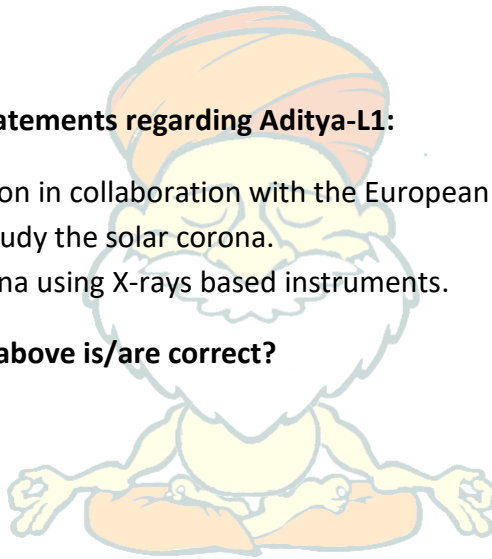 atements regarding Aditya-L1:
on in collaboration with the European
tudy the solar corona.
na using X-rays based instruments.
above is/are correct?